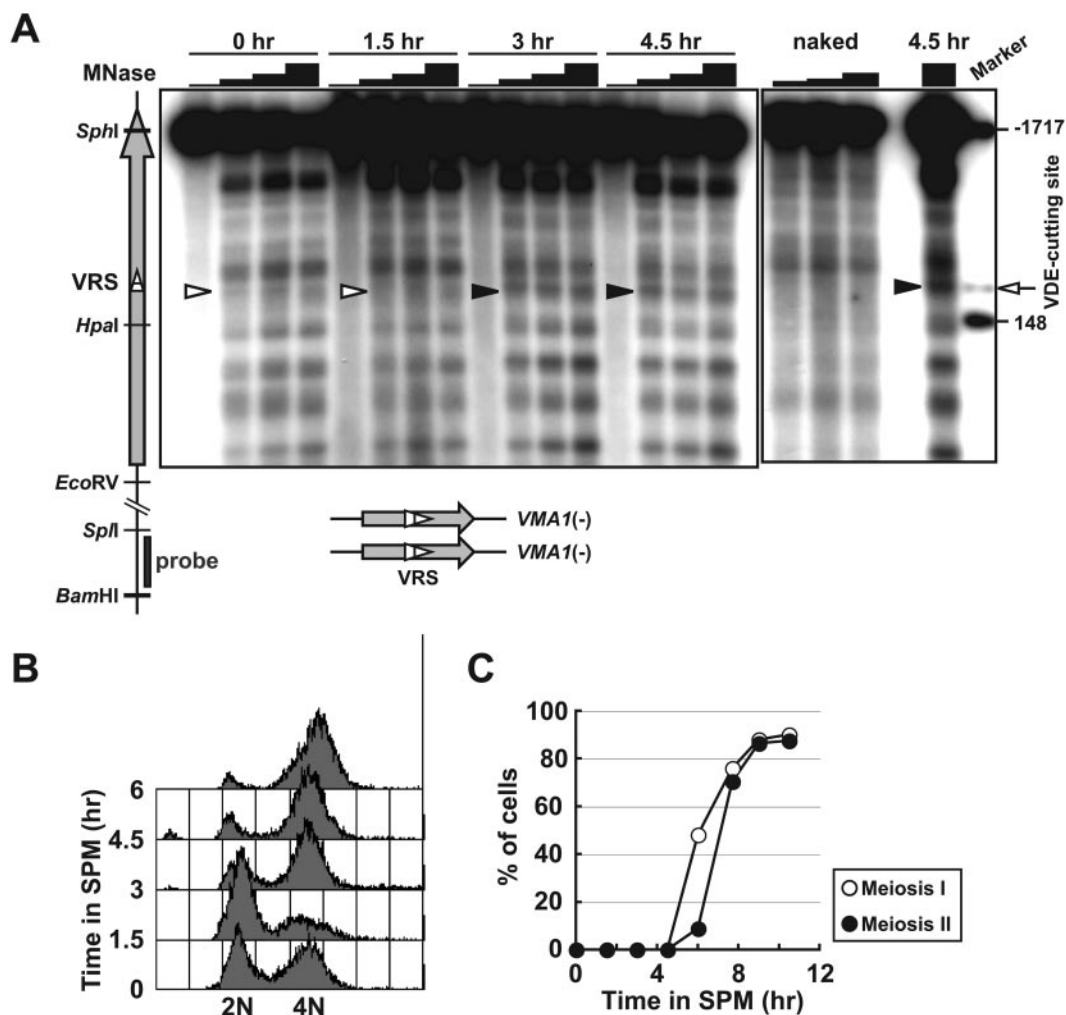 A
0 hr 1.5 hr 3 hr 4.5 hr naked 4.5 hr Marker
MNase
SphI
-1717
VRS
VDE-cutting site
HpaI
148
EcoRV
SplI
probe
BamHI
VMA1(-)
VMA1(-)
VRS
B
Time in SPM (hr)
6
4.5
3
1.5
0
2N 4N
C
% of cells
100
80
60
40
20
0
0 4 8 12
Time in SPM (hr)
Meiosis I
Meiosis II